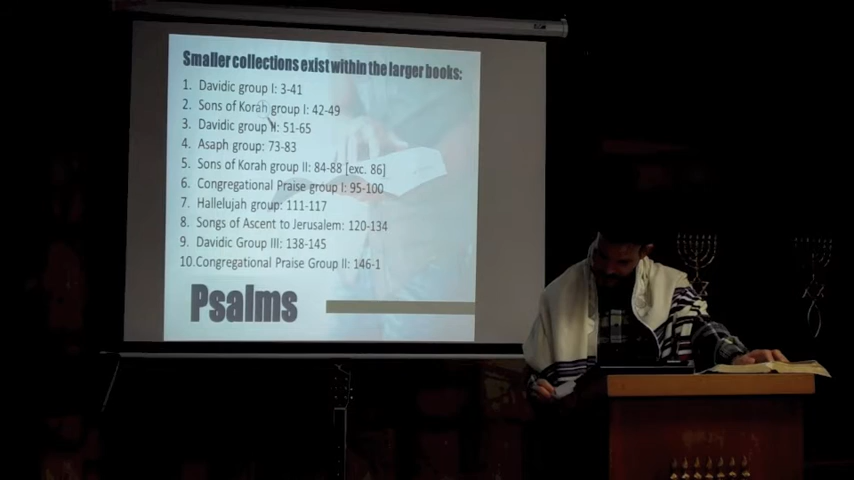 Smaller collections exist within the larger books:
1. Davidic group I: 3-41
2. Sons of Korah group I: 42-49
3. Davidic group II: 51-65
4. Asaph group: 73-83
5. Sons of Korah group II: 84-88 [exc. 86]
6. Congregational Praise group I: 95-100
7. Hallelujah group: 111-117
8. Songs of Ascent to Jerusalem: 120-134
9. Davidic Group III: 138-145
10. Congregational Praise Group II: 146-1
Psalms